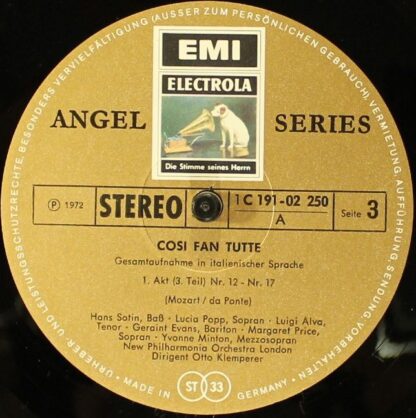 EMI
ELECTROLA
Die Stimme seines Herrn
ANGEL SERIES
℗ 1972
STEREO
1 C 191-02 250
A
Seite 3
COSI FAN TUTTE
Gesamtaufnahme in italienischer Sprache
1. Akt (3. Teil) Nr. 12 - Nr. 17
(Mozart / da Ponte)
Hans Sotin, Baß - Lucia Popp, Sopran - Luigi Alva,
Tenor - Geraint Evans, Bariton - Margaret Price,
Sopran - Yvonne Minton, Mezzosopran
New Philharmonia Orchestra London
Dirigent Otto Klemperer
ST 33
URHEBER- UND LEISTUNGSSCHUTZRECHTE, BESONDERS VERVIELFÄLTIGUNG (AUSSER ZUM PERSÖNLICHEN GEBRAUCH), VERMIETUNG, AUFFÜHRUNG, SENDUNG, VORBEHALTEN · MADE IN GERMANY ·